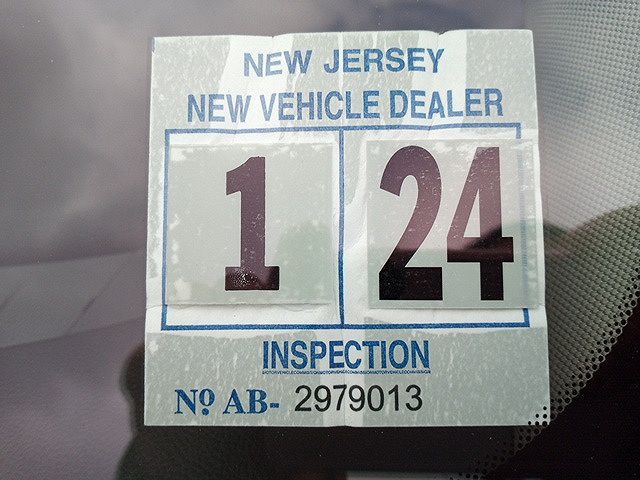 NEW JERSEY
NEW VEHICLE DEALER
1 24
INSPECTION
Nº AB- 2979013